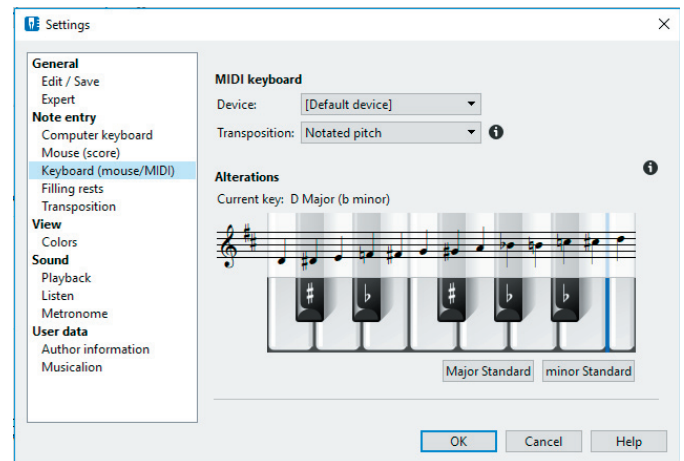 Settings
General
Edit / Save
Expert
Note entry
Computer keyboard
Mouse (score)
Keyboard (mouse/MIDI)
Filling rests
Transposition
View
Colors
Sound
Playback
Listen
Metronome
User data
Author information
Musicalion
MIDI keyboard
Device: [Default device]
Transposition: Notated pitch
Alterations
Current key: D Major (b minor)
♯ ♭ ♯ ♭ ♭
Major Standard minor Standard
OK Cancel Help